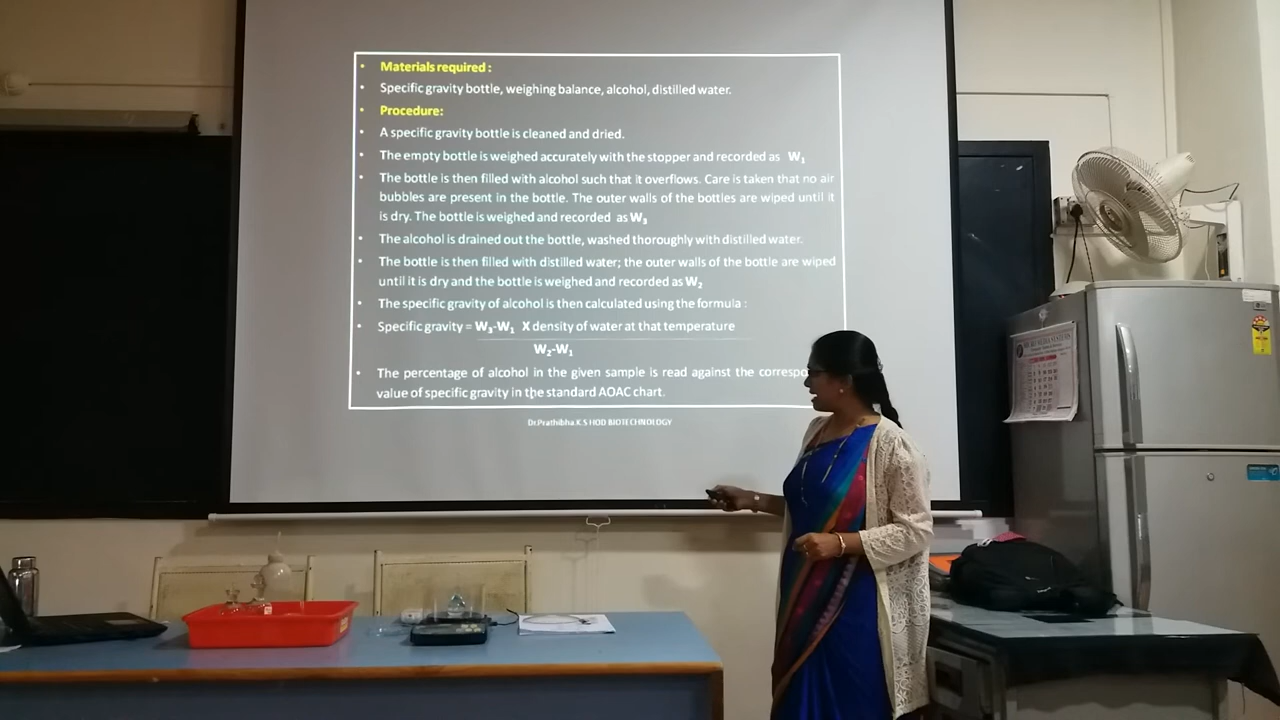 • Materials required :
• Specific gravity bottle, weighing balance, alcohol, distilled water.
• Procedure:
• A specific gravity bottle is cleaned and dried.
• The empty bottle is weighed accurately with the stopper and recorded as W₁
• The bottle is then filled with alcohol such that it overflows. Care is taken that no air
bubbles are present in the bottle. The outer walls of the bottles are wiped until it
is dry. The bottle is weighed and recorded as W₃
• The alcohol is drained out the bottle, washed thoroughly with distilled water.
• The bottle is then filled with distilled water; the outer walls of the bottle are wiped
until it is dry and the bottle is weighed and recorded as W₂
• The specific gravity of alcohol is then calculated using the formula :
• Specific gravity = W₃-W₁ X density of water at that temperature
W₂-W₁
• The percentage of alcohol in the given sample is read against the
value of specific gravity in the standard AOAC chart.
Dr.Prathibha.K.S HOD BIOTECHNOLOGY